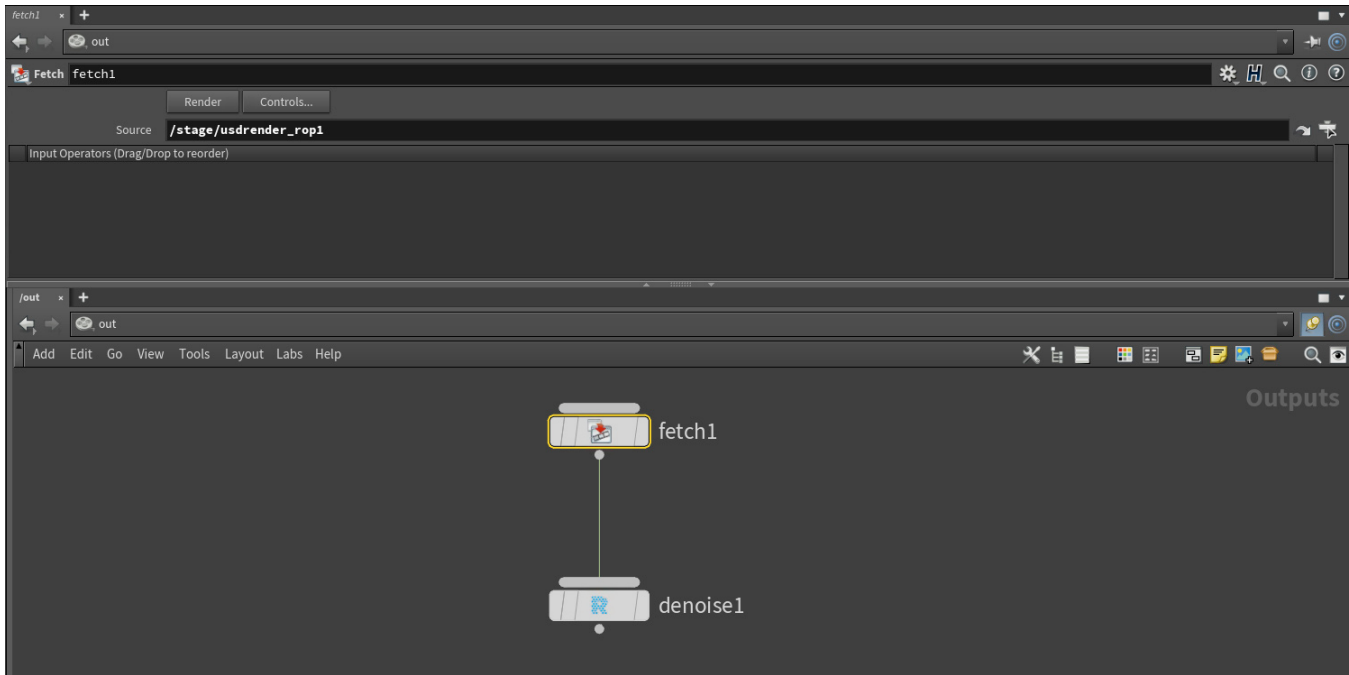 fetch1
out
Fetch fetch1
Render Controls...
Source /stage/usdrender_rop1
Input Operators (Drag/Drop to reorder)
/out
out
Add Edit Go View Tools Layout Labs Help
Outputs
fetch1
denoise1